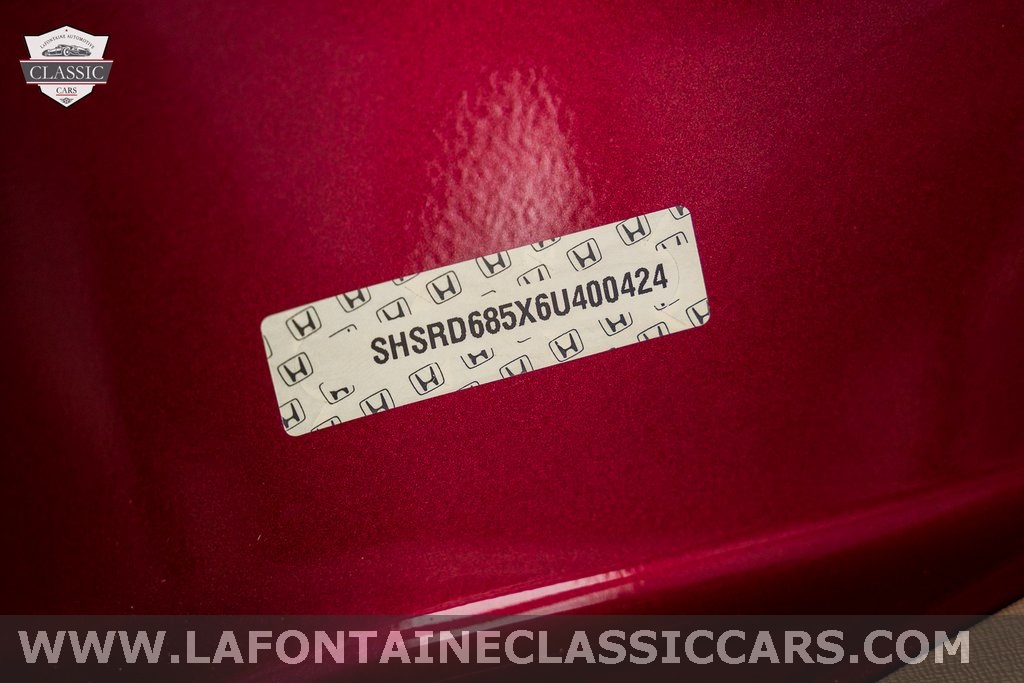 LAFONTAINE AUTOMOTIVE
CLASSIC
CARS
SHSRD685X6U400424
WWW.LAFONTAINECLASSICCARS.COM